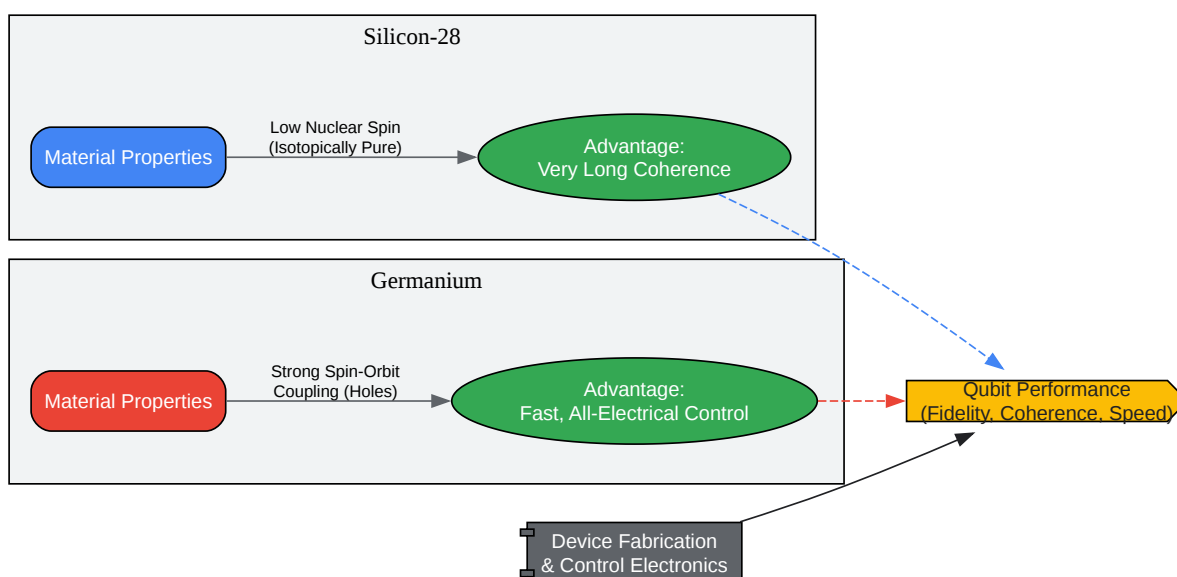 Silicon-28
Material Properties
Low Nuclear Spin
(Isotopically Pure)
Advantage:
Very Long Coherence
Germanium
Material Properties
Strong Spin-Orbit
Coupling (Holes)
Advantage:
Fast, All-Electrical Control
Qubit Performance
(Fidelity, Coherence, Speed)
Device Fabrication
& Control Electronics